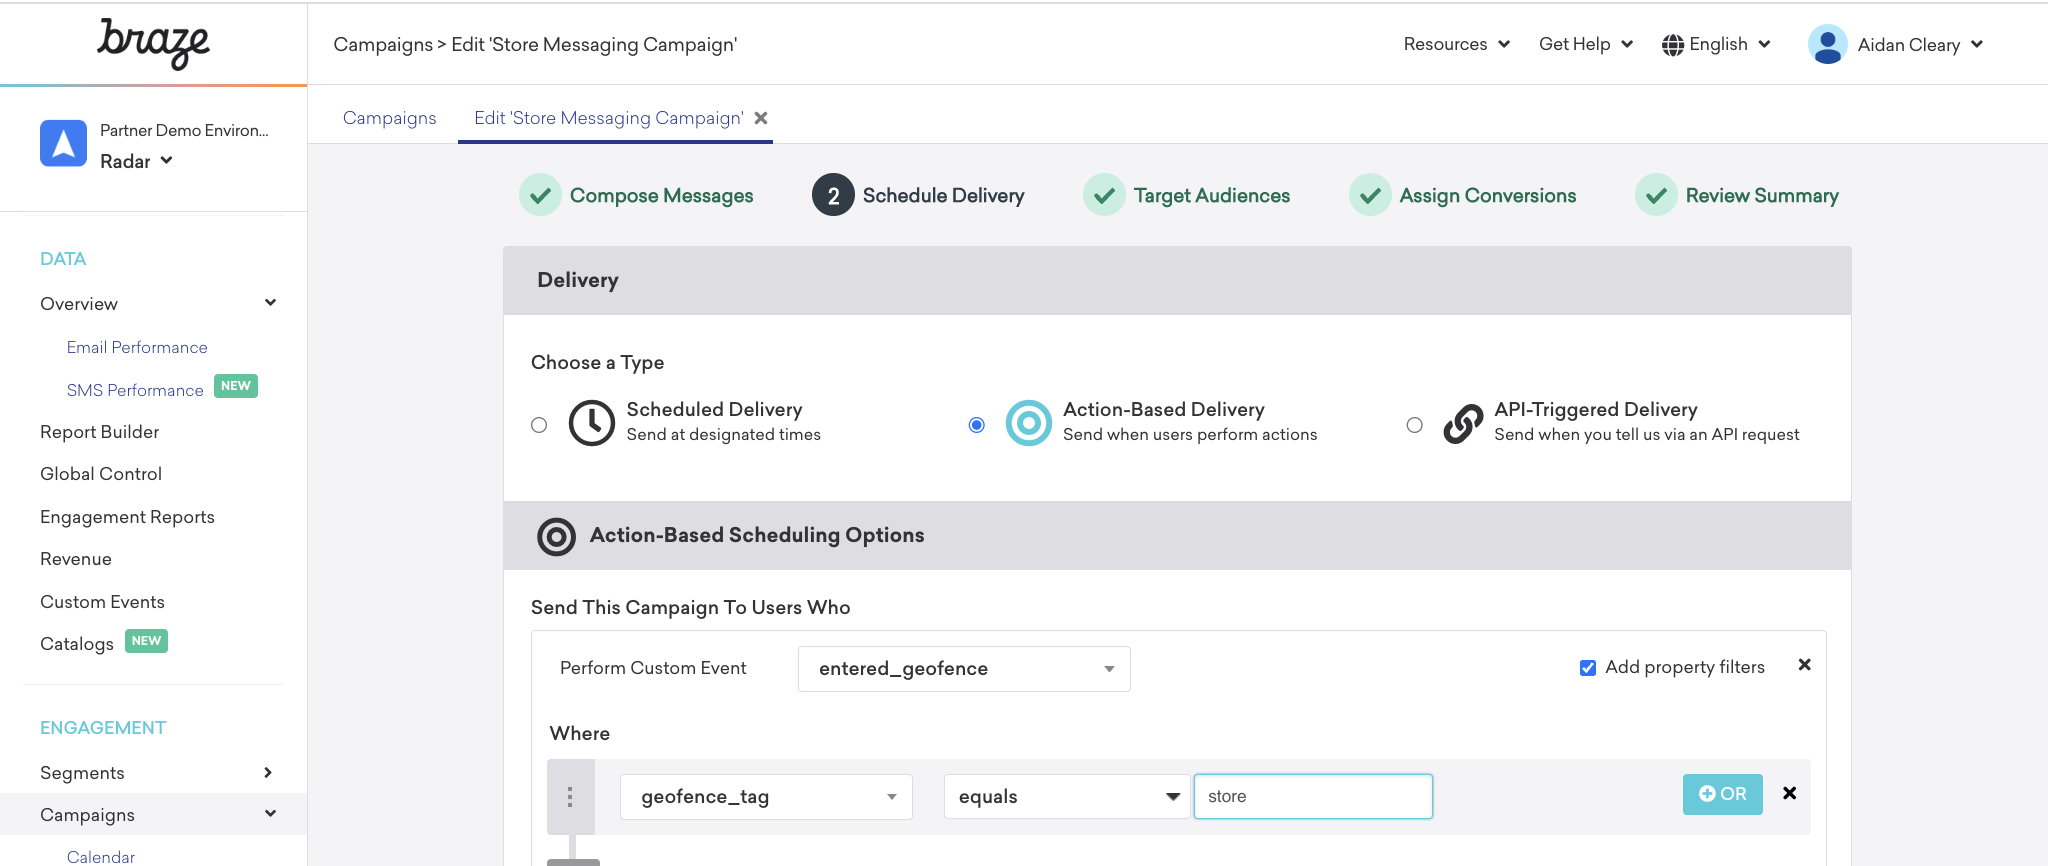 braze
Campaigns > Edit 'Store Messaging Campaign'
Resources
Get Help
English
Aidan Cleary
Partner Demo Environ...
Radar
Campaigns
Edit 'Store Messaging Campaign'
Compose Messages
2 Schedule Delivery
Target Audiences
Assign Conversions
Review Summary
DATA
Overview
Email Performance
SMS Performance NEW
Report Builder
Global Control
Engagement Reports
Revenue
Custom Events
Catalogs NEW
ENGAGEMENT
Segments
Campaigns
Calendar
Delivery
Choose a Type
Scheduled Delivery
Send at designated times
Action-Based Delivery
Send when users perform actions
API-Triggered Delivery
Send when you tell us via an API request
Action-Based Scheduling Options
Send This Campaign To Users Who
Perform Custom Event
entered_geofence
Add property filters
Where
geofence_tag
equals
store
OR